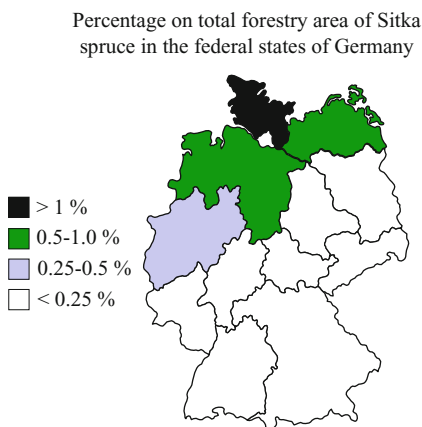 Percentage on total forestry area of Sitka
spruce in the federal states of Germany
> 1 %
0.5-1.0 %
0.25-0.5 %
< 0.25 %